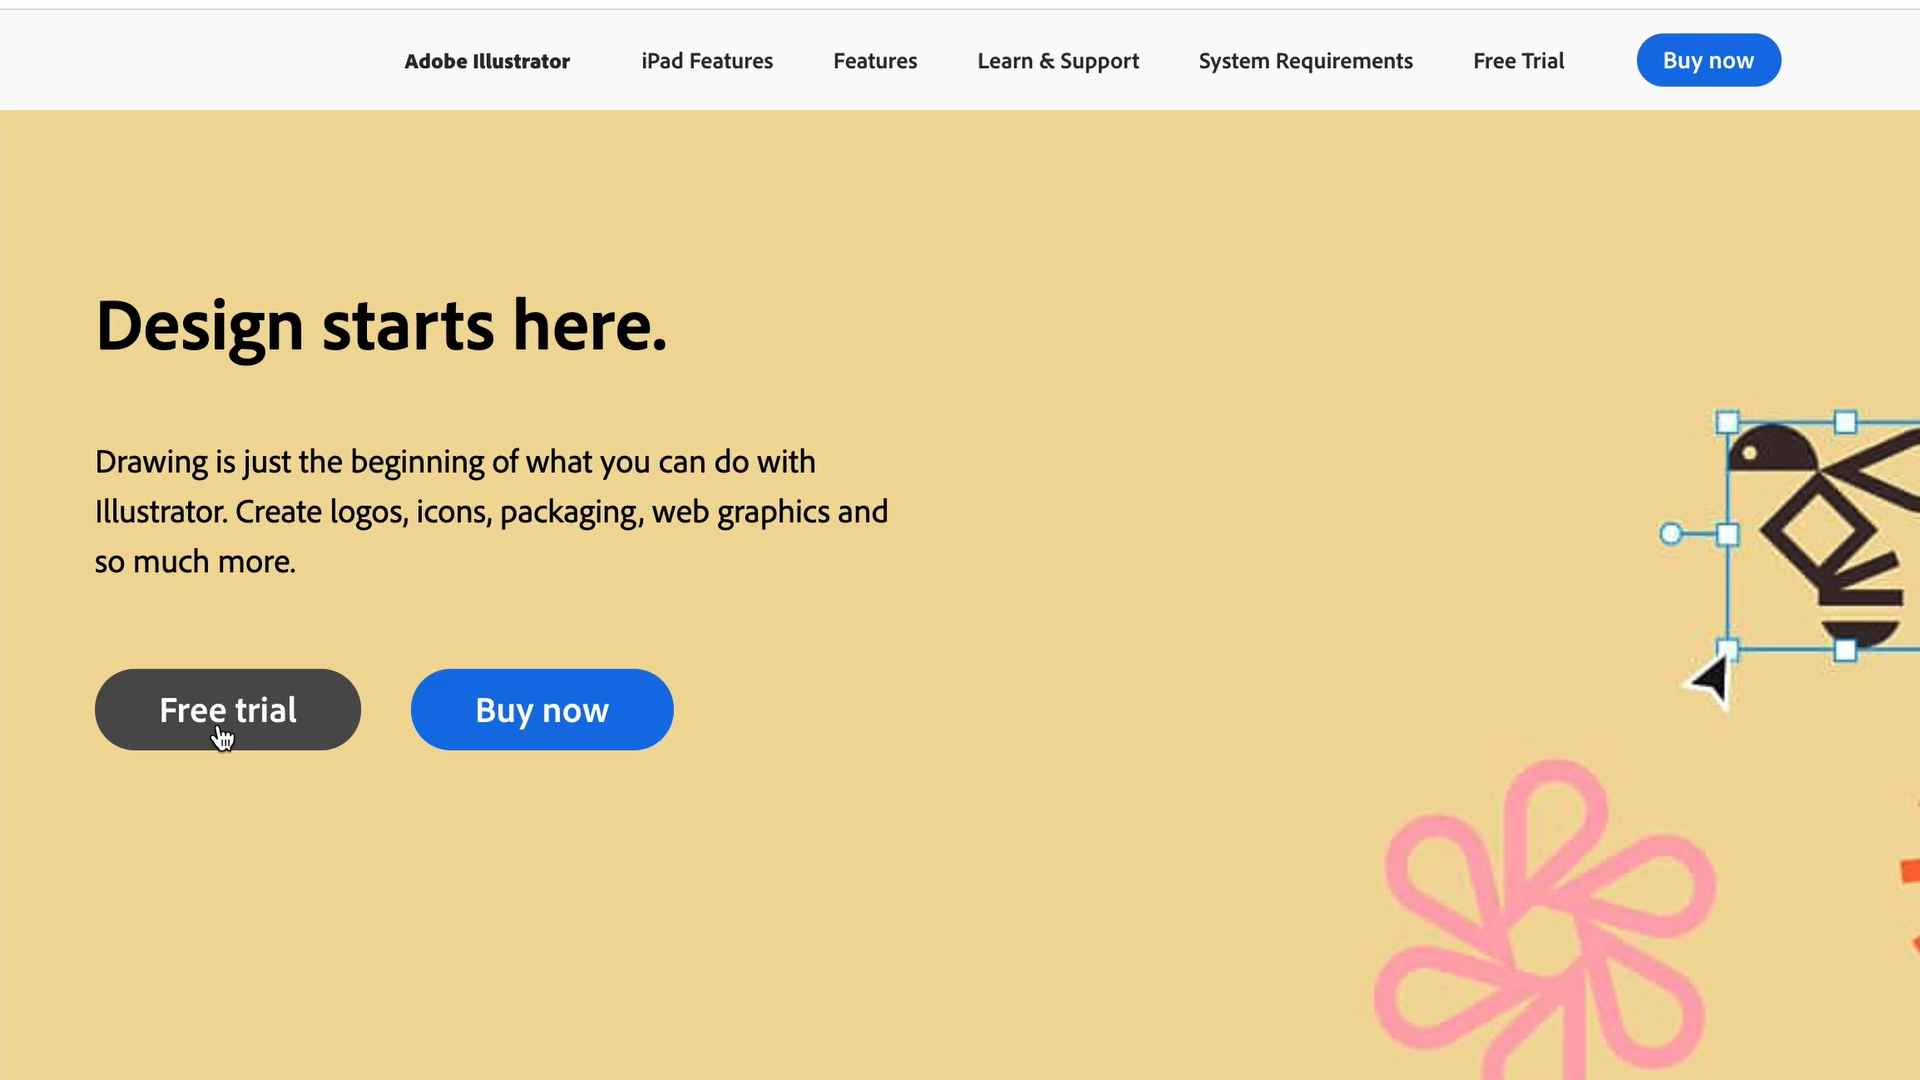 Adobe Illustrator iPad Features Features Learn & Support System Requirements Free Trial Buy now
Design starts here.
Drawing is just the beginning of what you can do with
Illustrator. Create logos, icons, packaging, web graphics and
so much more.
Free trial Buy now